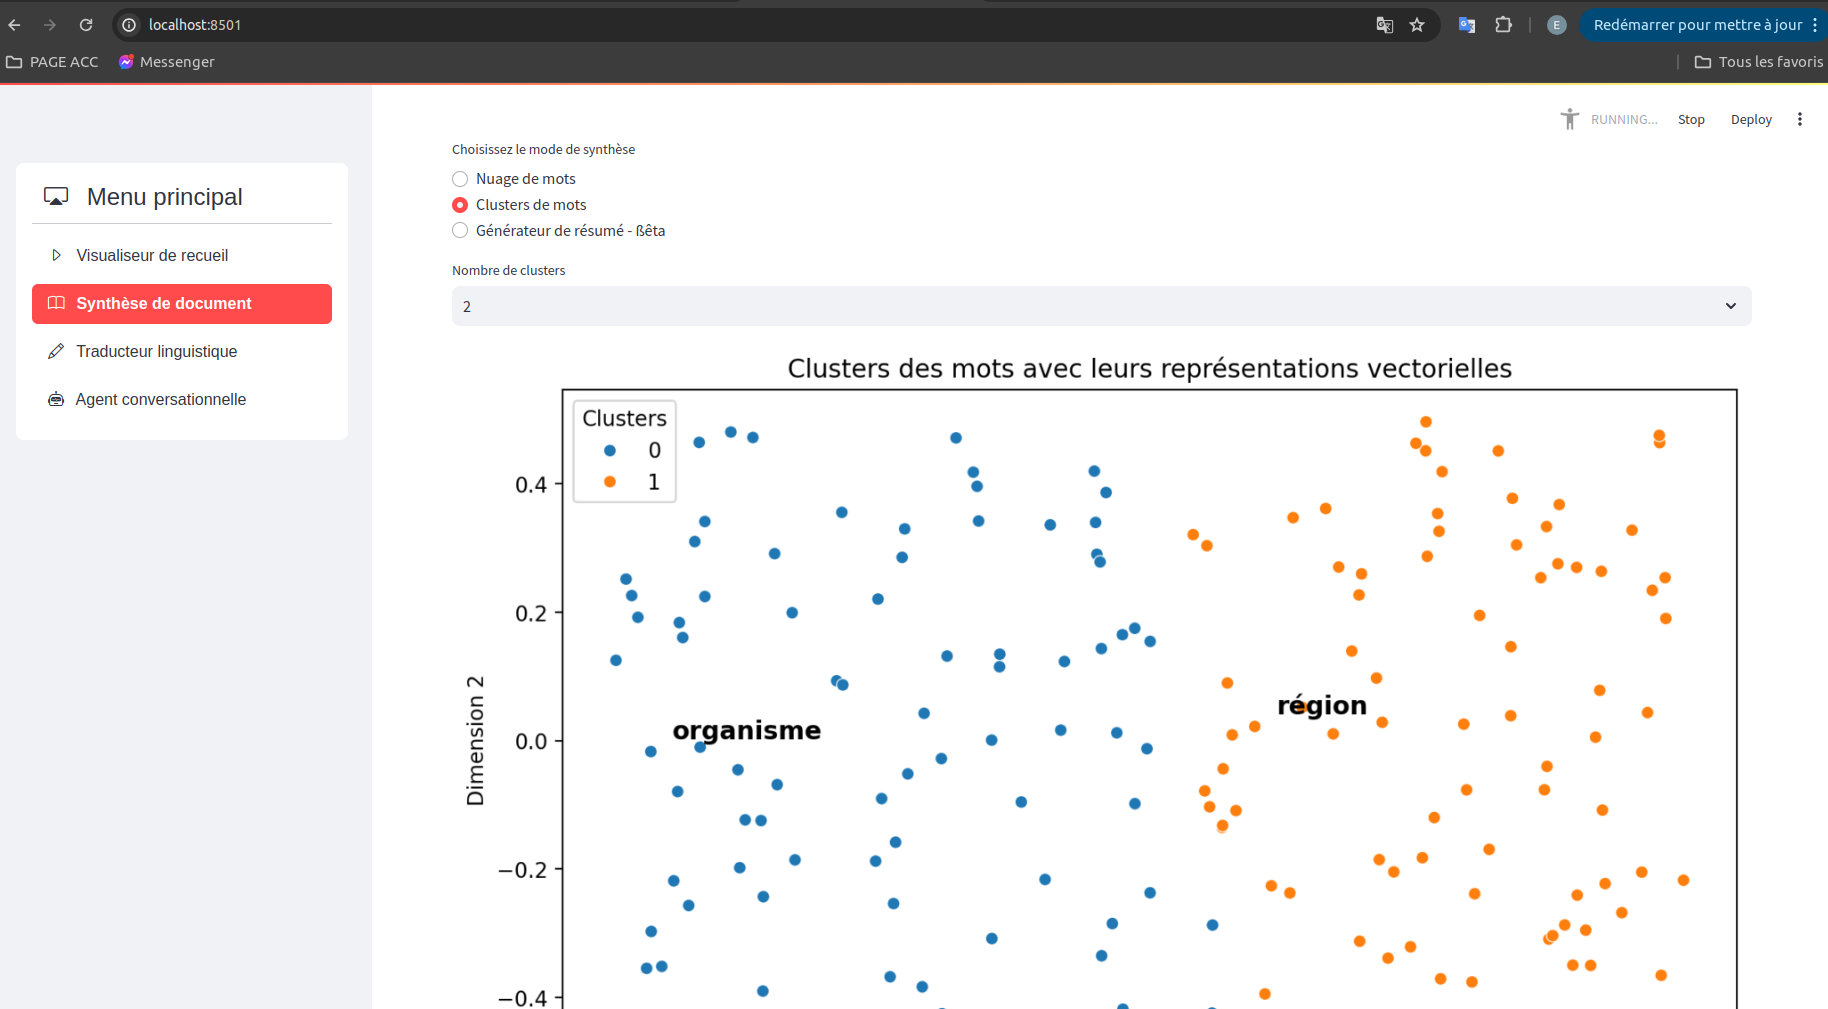 localhost:8501
E
Redémarrer pour mettre à jour
PAGE ACC
Messenger
Tous les favoris
RUNNING...
Stop
Deploy
Menu principal
Visualiseur de recueil
Synthèse de document
Traducteur linguistique
Agent conversationnelle
Choisissez le mode de synthèse
Nuage de mots
Clusters de mots
Générateur de résumé - ßêta
Nombre de clusters
2
Clusters des mots avec leurs représentations vectorielles
Clusters
0
1
0.4
0.2
0.0
−0.2
−0.4
Dimension 2
organisme
région